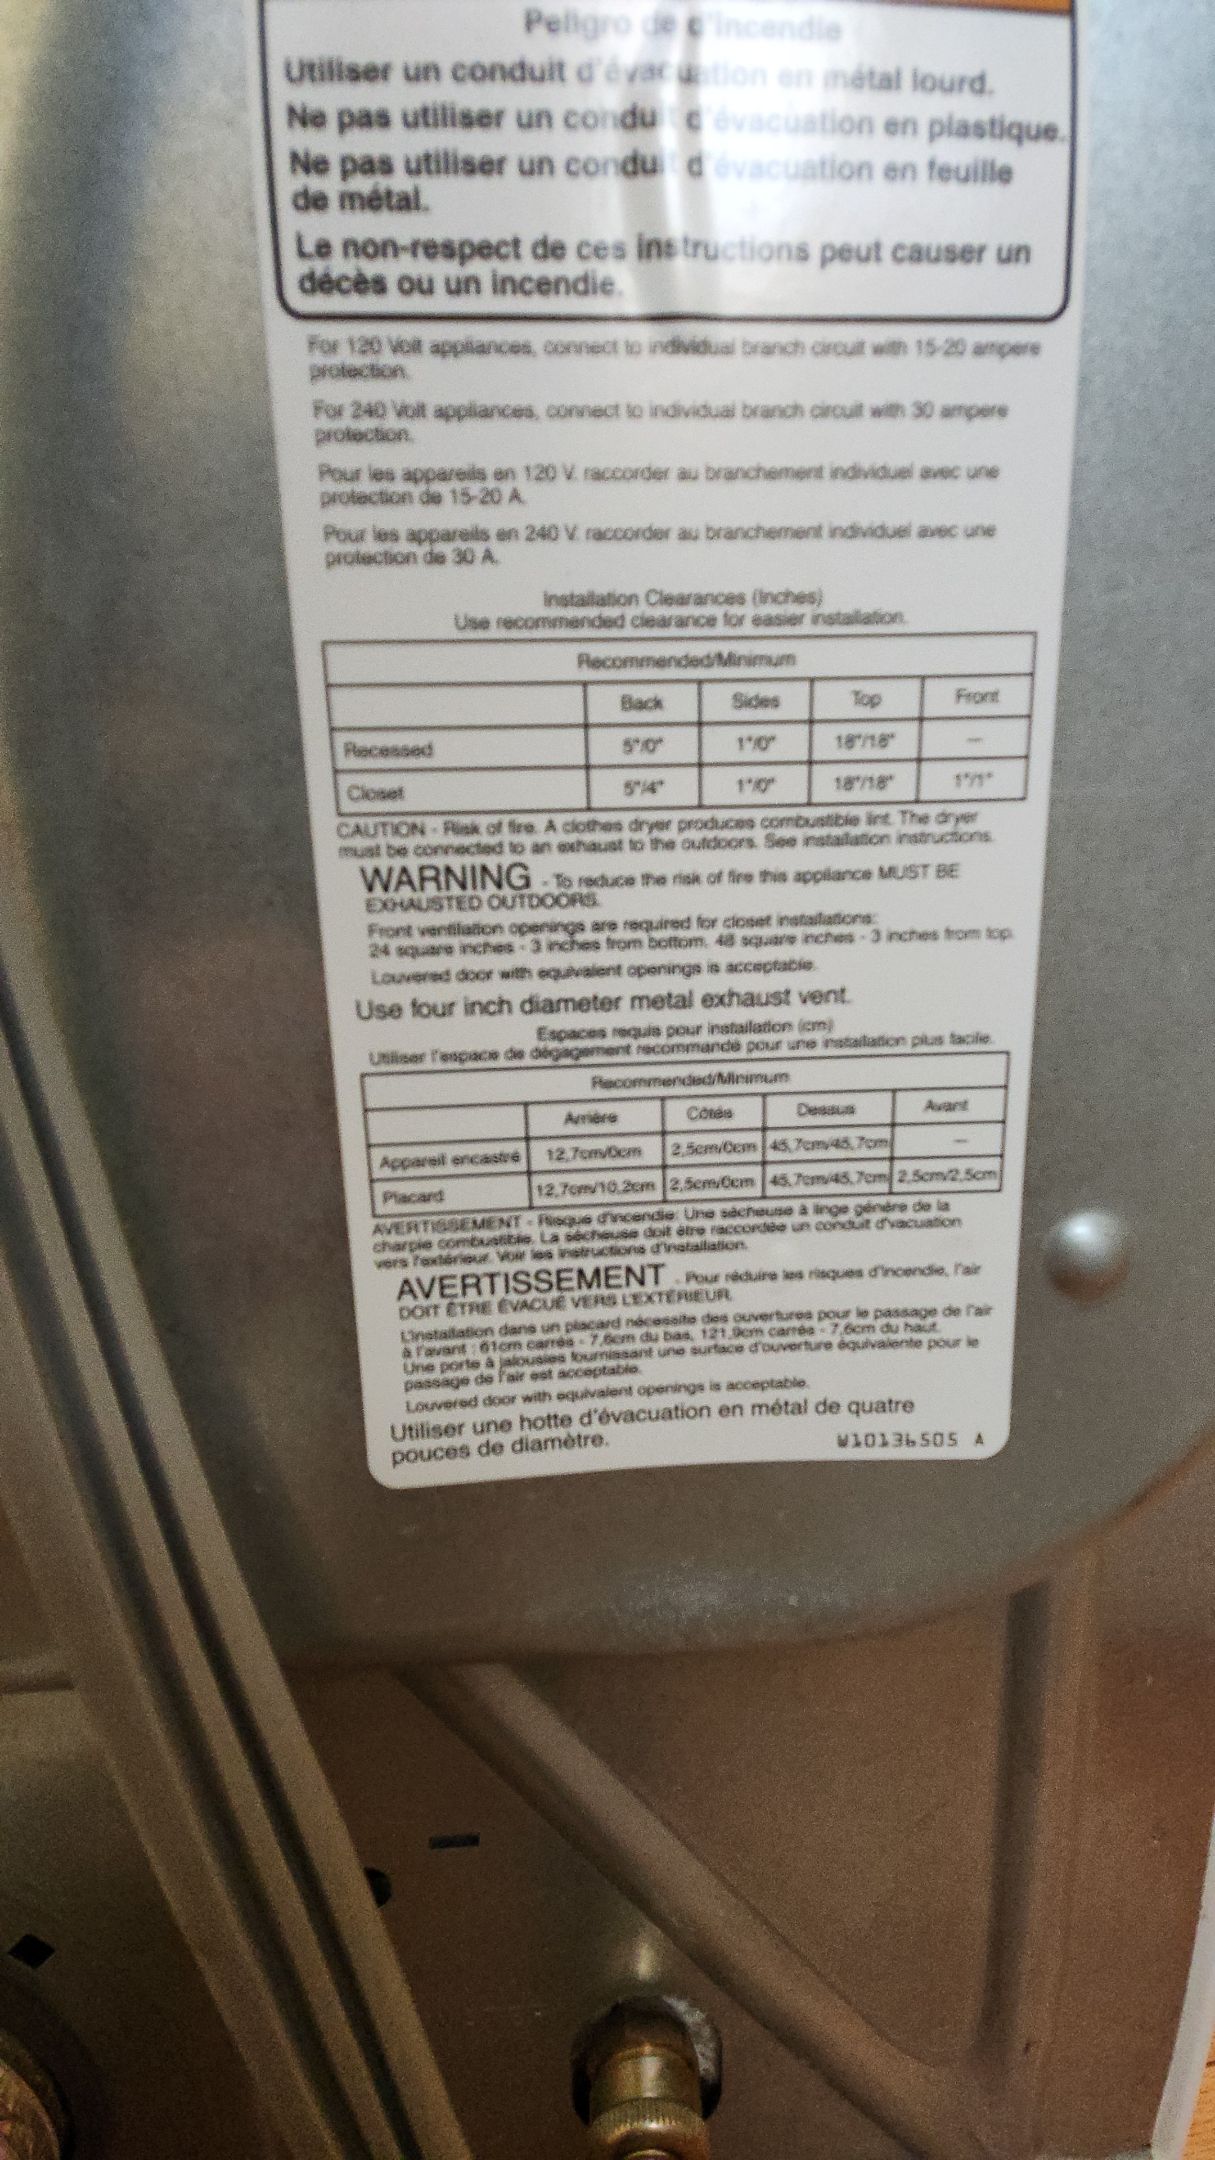 Peligro de d'incendie
Utiliser un conduit d'évacuation en métal lourd.
Ne pas utiliser un conduit d'évacuation en plastique.
Ne pas utiliser un conduit d'évacuation en feuille
de métal.
Le non-respect de ces instructions peut causer un
décès ou un incendie.
For 120 Volt appliances, connect to individual branch circuit with 15-20 ampere
protection.
For 240 Volt appliances, connect to individual branch circuit with 30 ampere
protection.
Pour les appareils en 120 V. raccorder au branchement individuel avec une
protection de 15-20 A.
Pour les appareils en 240 V. raccorder au branchement individuel avec une
protection de 30 A.
Installation Clearances (Inches)
Use recommended clearance for easier installation.
Recommended/Minimum
Back Sides Top Front
Recessed 5"/0" 1"/0" 18"/18" —
Closet 5"/4" 1"/0" 18"/18" 1"/1"
CAUTION - Risk of fire. A clothes dryer produces combustible lint. The dryer
must be connected to an exhaust to the outdoors. See installation instructions.
WARNING - To reduce the risk of fire this appliance MUST BE
EXHAUSTED OUTDOORS.
Front ventilation openings are required for closet installations:
24 square inches - 3 inches from bottom, 48 square inches - 3 inches from top.
Louvered door with equivalent openings is acceptable.
Use four inch diameter metal exhaust vent.
Espaces requis pour installation (cm)
Utiliser l'espace de dégagement recommandé pour une installation plus facile.
Recommended/Minimum
Arrière Côtés Dessus Avant
Appareil encastré 12,7cm/0cm 2,5cm/0cm 45,7cm/45,7cm —
Placard 12,7cm/10,2cm 2,5cm/0cm 45,7cm/45,7cm 2,5cm/2,5cm
AVERTISSEMENT - Risque d'incendie: Une sécheuse à linge génère de la
charpie combustible. La sécheuse doit être raccordée un conduit d'vacuation
vers l'extérieur. Voir les instructions d'installation.
AVERTISSEMENT - Pour réduire les risques d'incendie, l'air
DOIT ÊTRE ÉVACUÉ VERS L'EXTÉRIEUR.
L'installation dans un placard nécessite des ouvertures pour le passage de l'air
à l'avant : 61cm carrés - 7,6cm du bas, 121,9cm carrés - 7,6cm du haut.
Une porte à jalousies fournissant une surface d'ouverture équivalente pour le
passage de l'air est acceptable.
Louvered door with equivalent openings is acceptable.
Utiliser une hotte d'évacuation en métal de quatre
pouces de diamètre.
W10136505 A